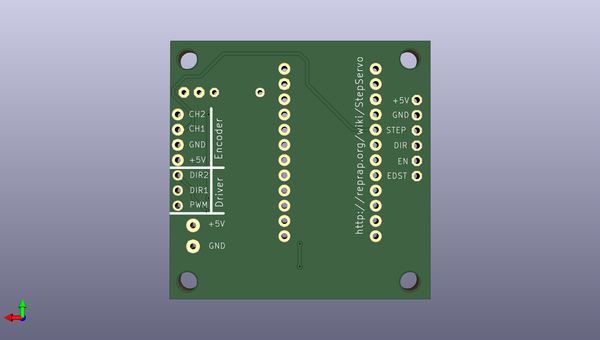 CH2
CH1
GND
+5V
DIR2
DIR1
PWM
Encoder
Driver
+5V
GND
http://reprap.org/wiki/StepServo
+5V
GND
STEP
DIR
EN
EDST